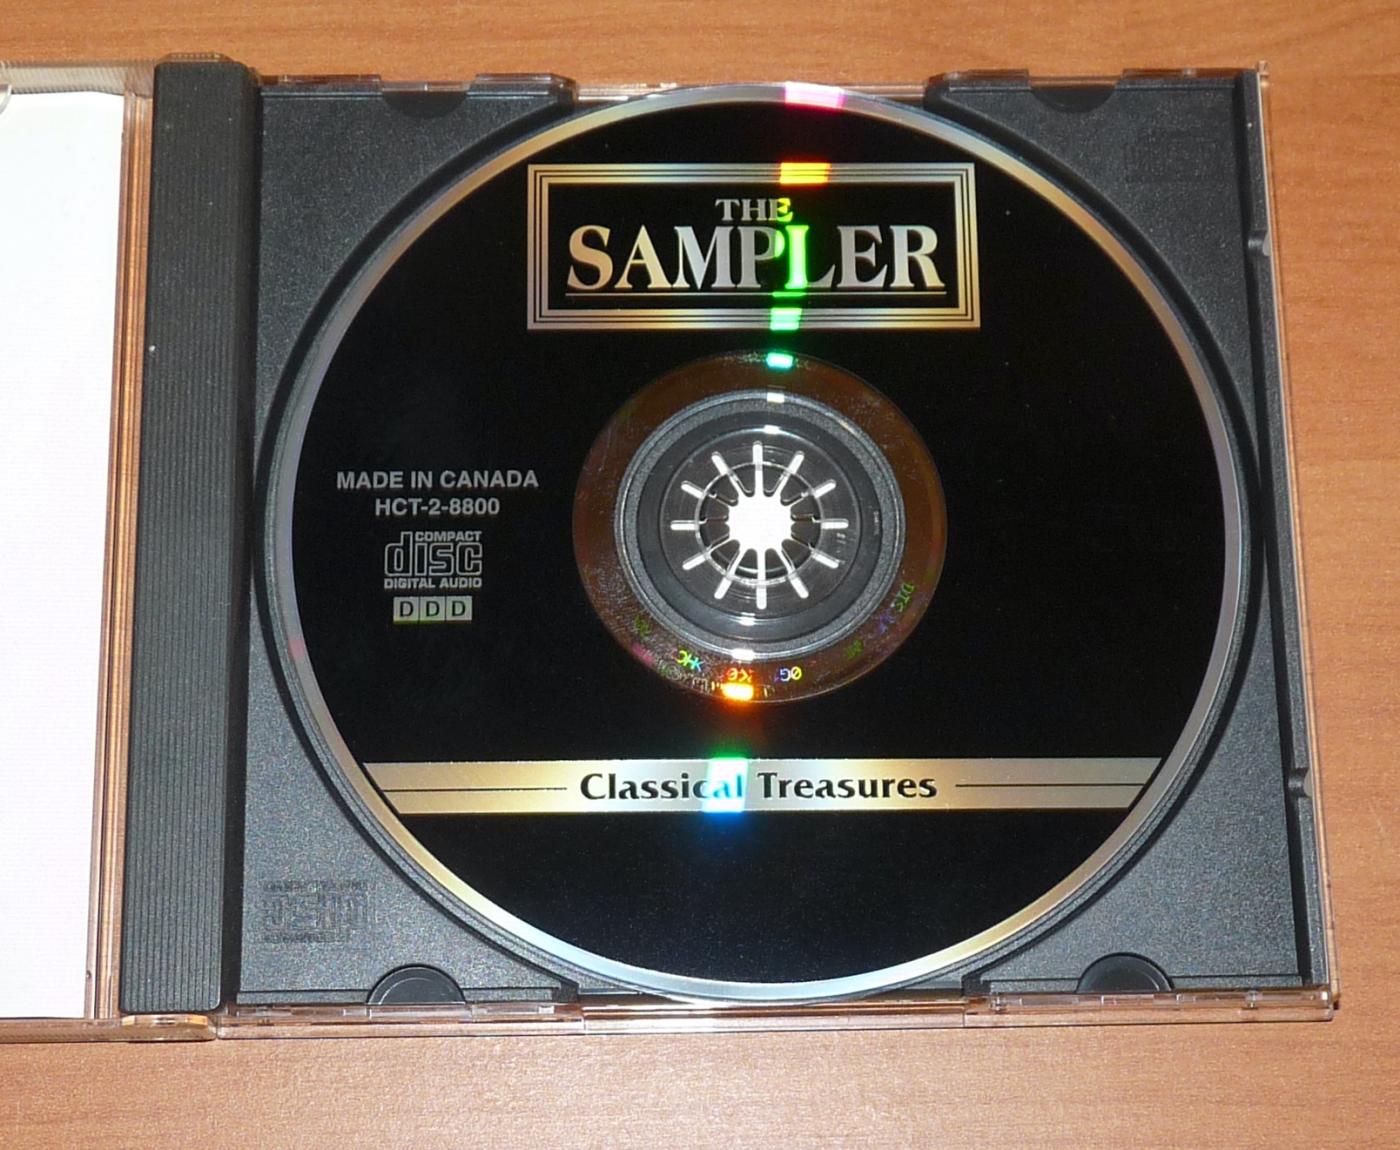 THE
SAMPLER
MADE IN CANADA
HCT-2-8800
COMPACT
disc
DIGITAL AUDIO
DDD
Classical Treasures